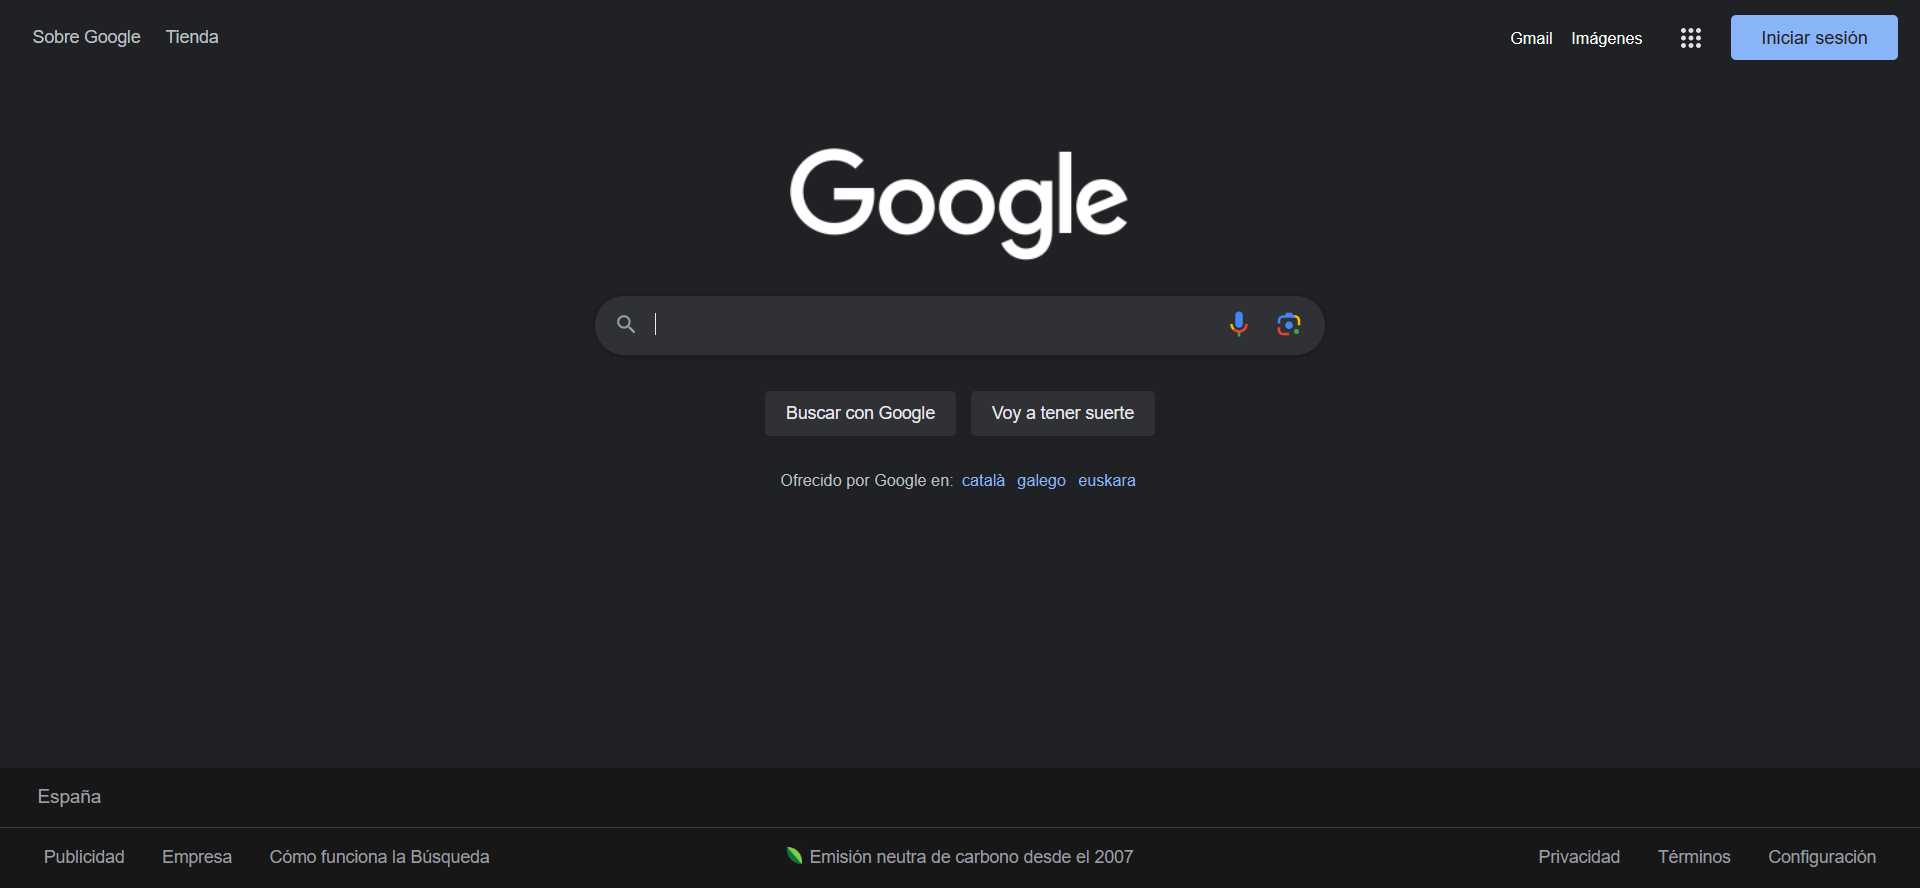 Sobre Google Tienda Gmail Imágenes Iniciar sesión
Google
Buscar con Google Voy a tener suerte
Ofrecido por Google en: català galego euskara
España
Publicidad Empresa Cómo funciona la Búsqueda Emisión neutra de carbono desde el 2007 Privacidad Términos Configuración